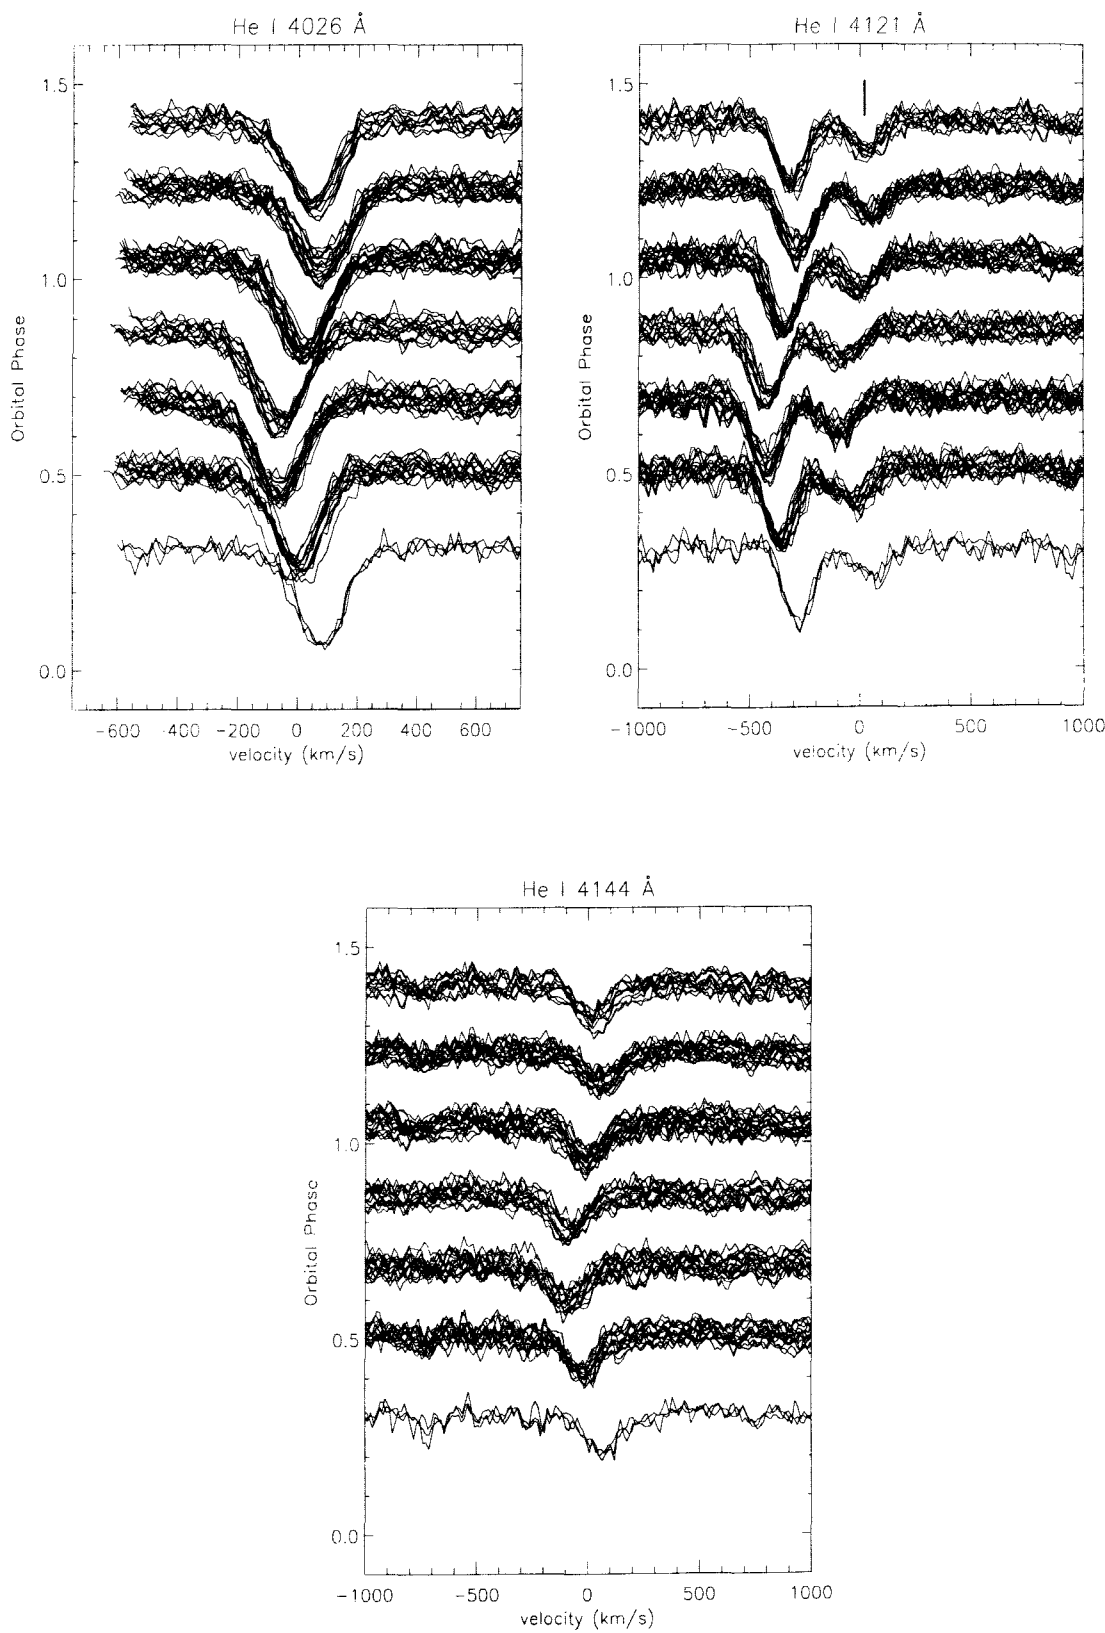 He I 4026 Å
He I 4121 Å
1.5
1.0
0.5
0.0
Orbital Phase
-600 -400 -200 0 200 400 600
velocity (km/s)
1.5
1.0
0.5
0.0
Orbital Phase
-1000 -500 0 500 1000
velocity (km/s)
He I 4144 Å
1.5
1.0
0.5
0.0
Orbital Phase
-1000 -500 0 500 1000
velocity (km/s)